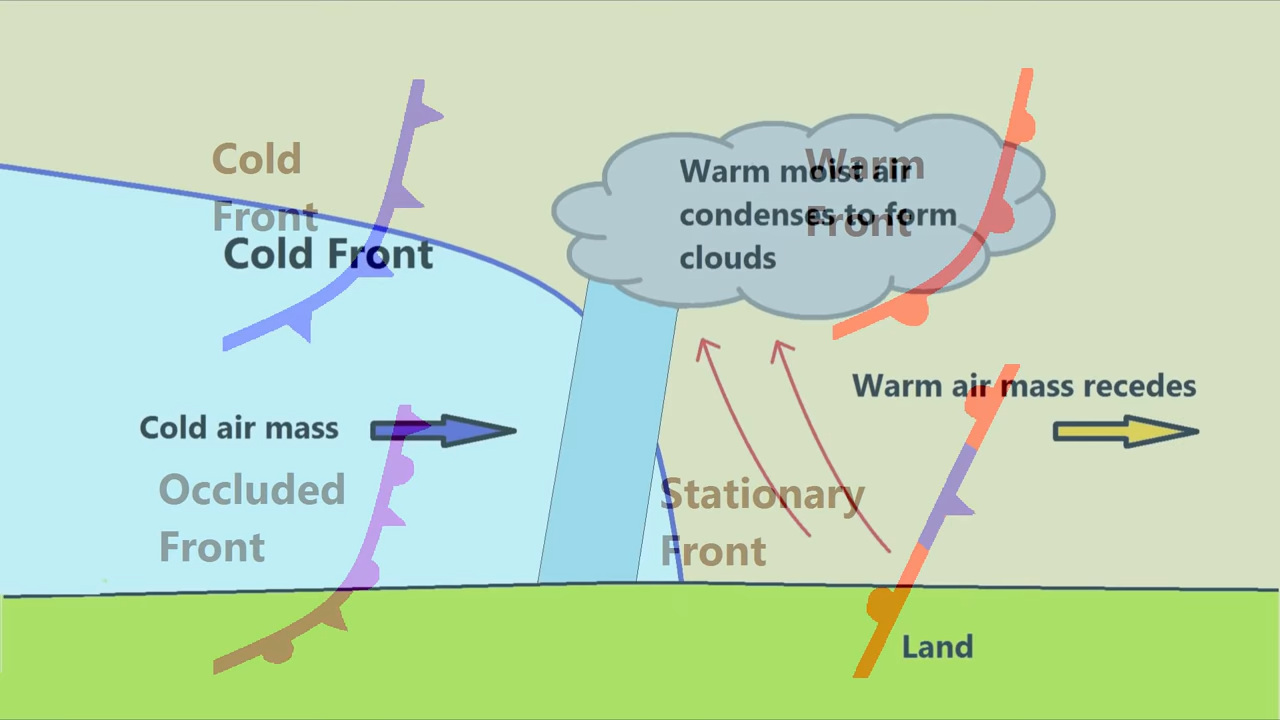 Cold
Front
Cold Front
Warm moist air
condenses to form
clouds
Warm
Front
Warm air mass recedes
Cold air mass
Occluded
Front
Stationary
Front
Land